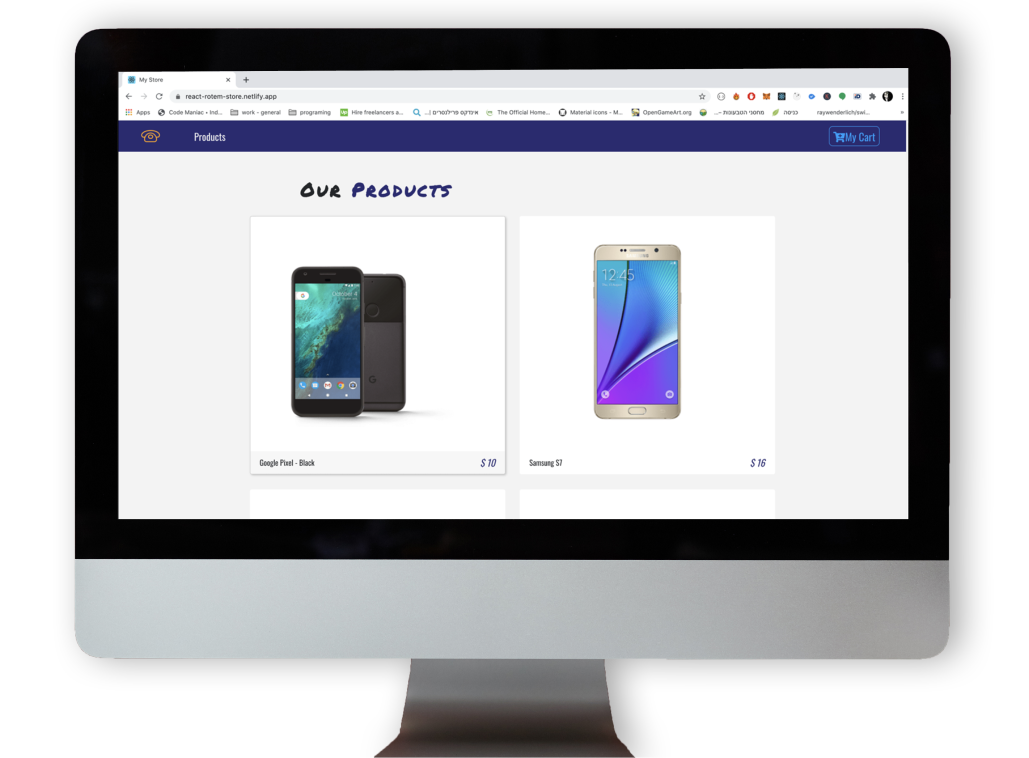 My Store
react-rotem-store.netlify.app
Apps Code Maniac • Ind... work - general programing Hire freelancers a... אינדקס פרילנסרים |... The Official Home... Material icons - M... OpenGameArt.org מחסני הטבעונות –... כניסה raywenderlich/swi... »
Products My Cart
Our Products
12:45
Google Pixel - Black $ 10
Samsung S7 $ 16